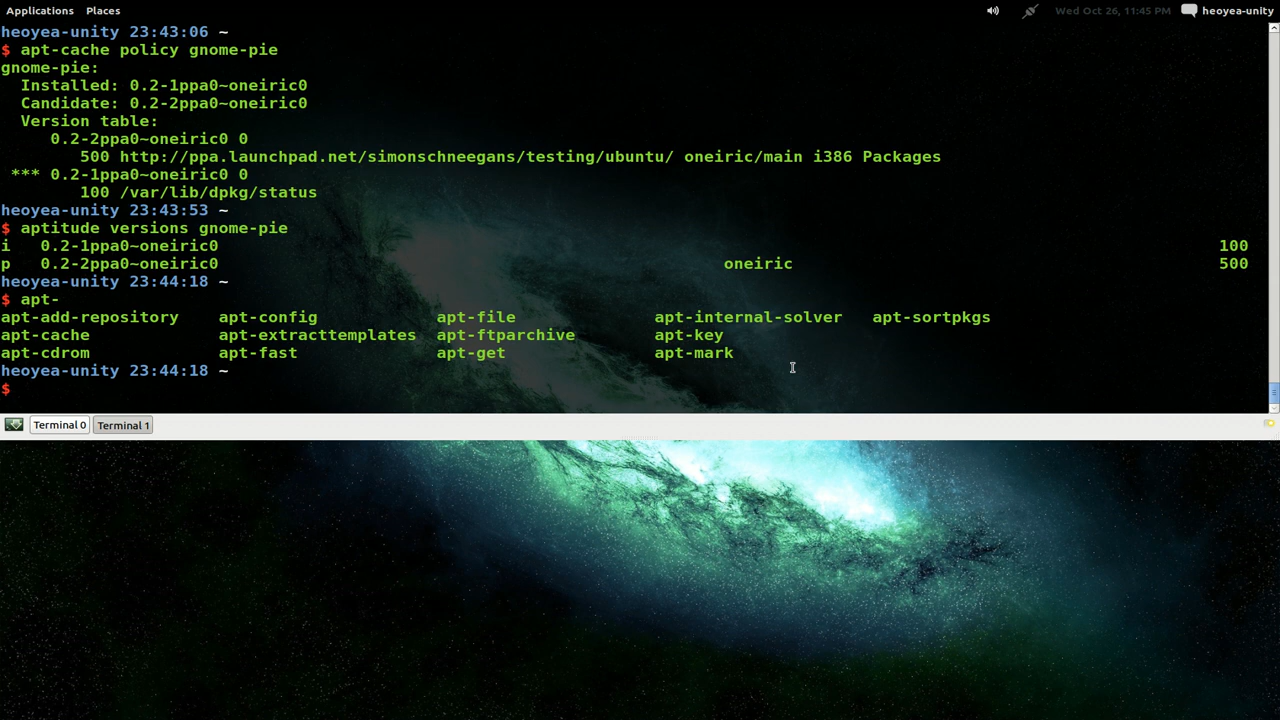 Applications Places Wed Oct 26, 11:45 PM heoyea-unity
heoyea-unity 23:43:06 ~
$ apt-cache policy gnome-pie
gnome-pie:
  Installed: 0.2-1ppa0~oneiric0
  Candidate: 0.2-2ppa0~oneiric0
  Version table:
     0.2-2ppa0~oneiric0 0
        500 http://ppa.launchpad.net/simonschneegans/testing/ubuntu/ oneiric/main i386 Packages
 *** 0.2-1ppa0~oneiric0 0
        100 /var/lib/dpkg/status
heoyea-unity 23:43:53 ~
$ aptitude versions gnome-pie
i   0.2-1ppa0~oneiric0 100
p   0.2-2ppa0~oneiric0 oneiric 500
heoyea-unity 23:44:18 ~
$ apt-
apt-add-repository apt-config apt-file apt-internal-solver apt-sortpkgs
apt-cache apt-extracttemplates apt-ftparchive apt-key
apt-cdrom apt-fast apt-get apt-mark
heoyea-unity 23:44:18 ~
$
Terminal 0 Terminal 1